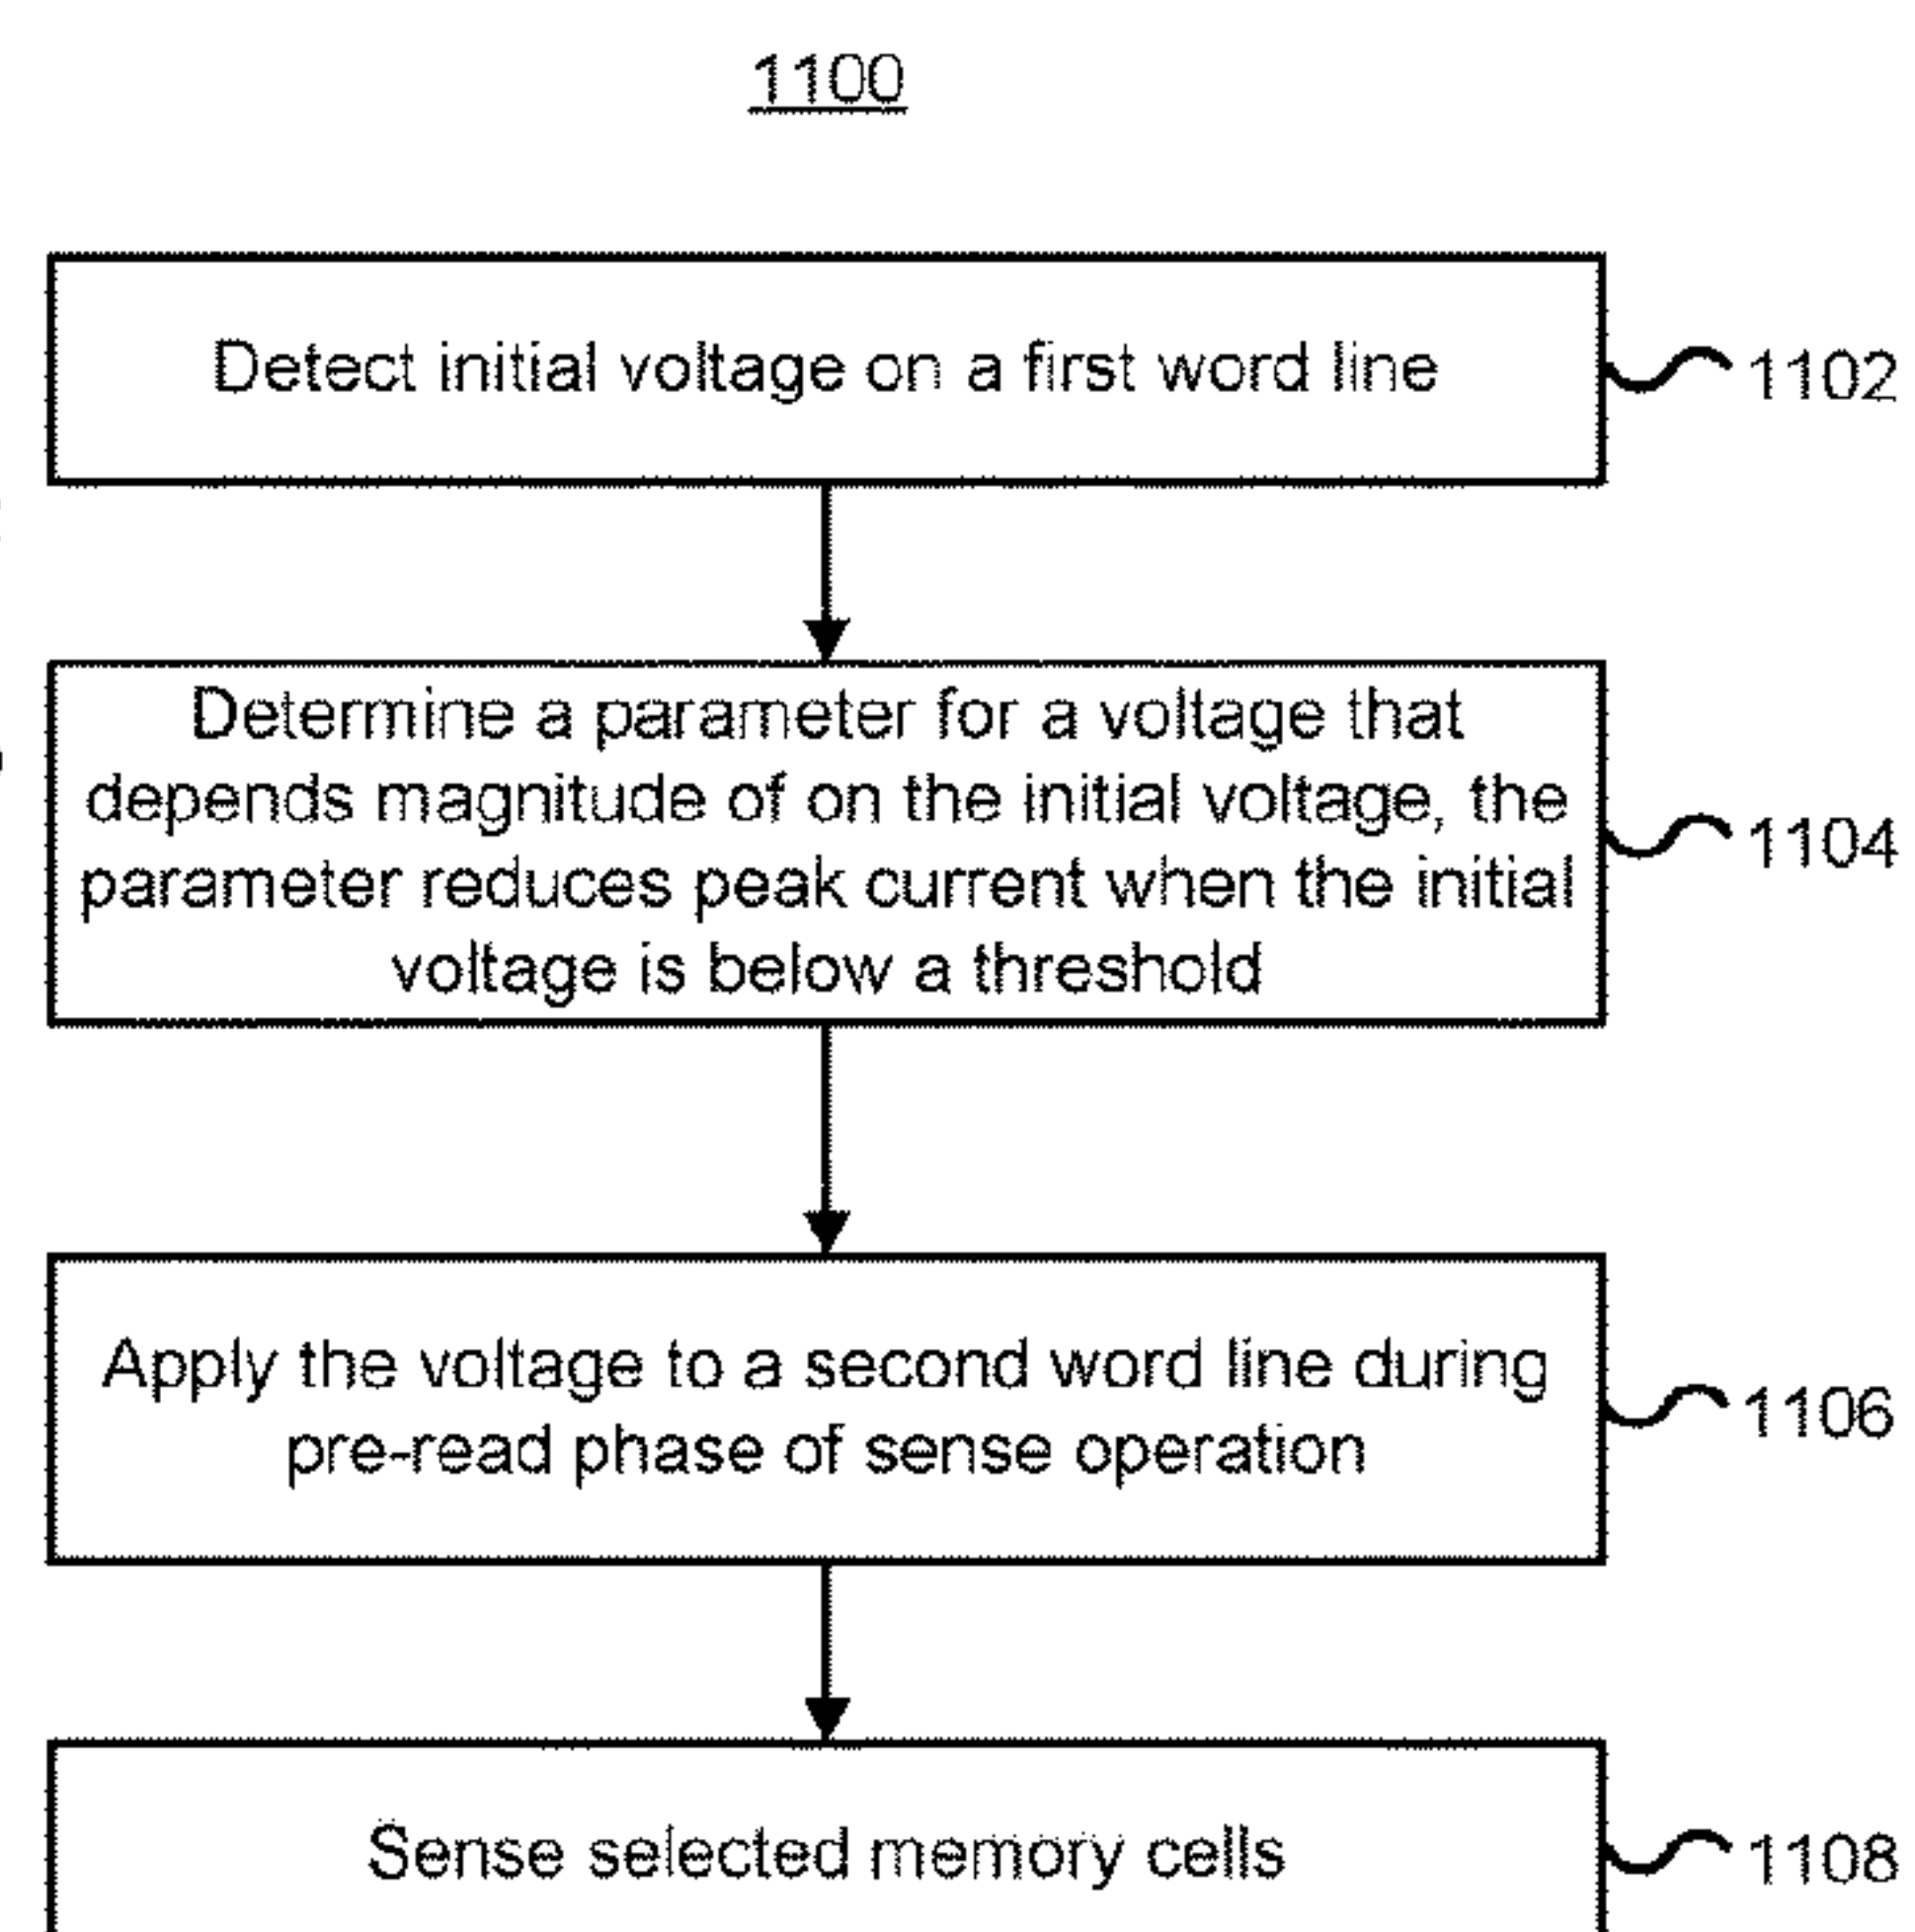 1100
Detect initial voltage on a first word line
1102
Determine a parameter for a voltage that
depends magnitude of on the initial voltage, the
parameter reduces peak current when the initial
voltage is below a threshold
1104
Apply the voltage to a second word line during
pre-read phase of sense operation
1106
Sense selected memory cells
1108